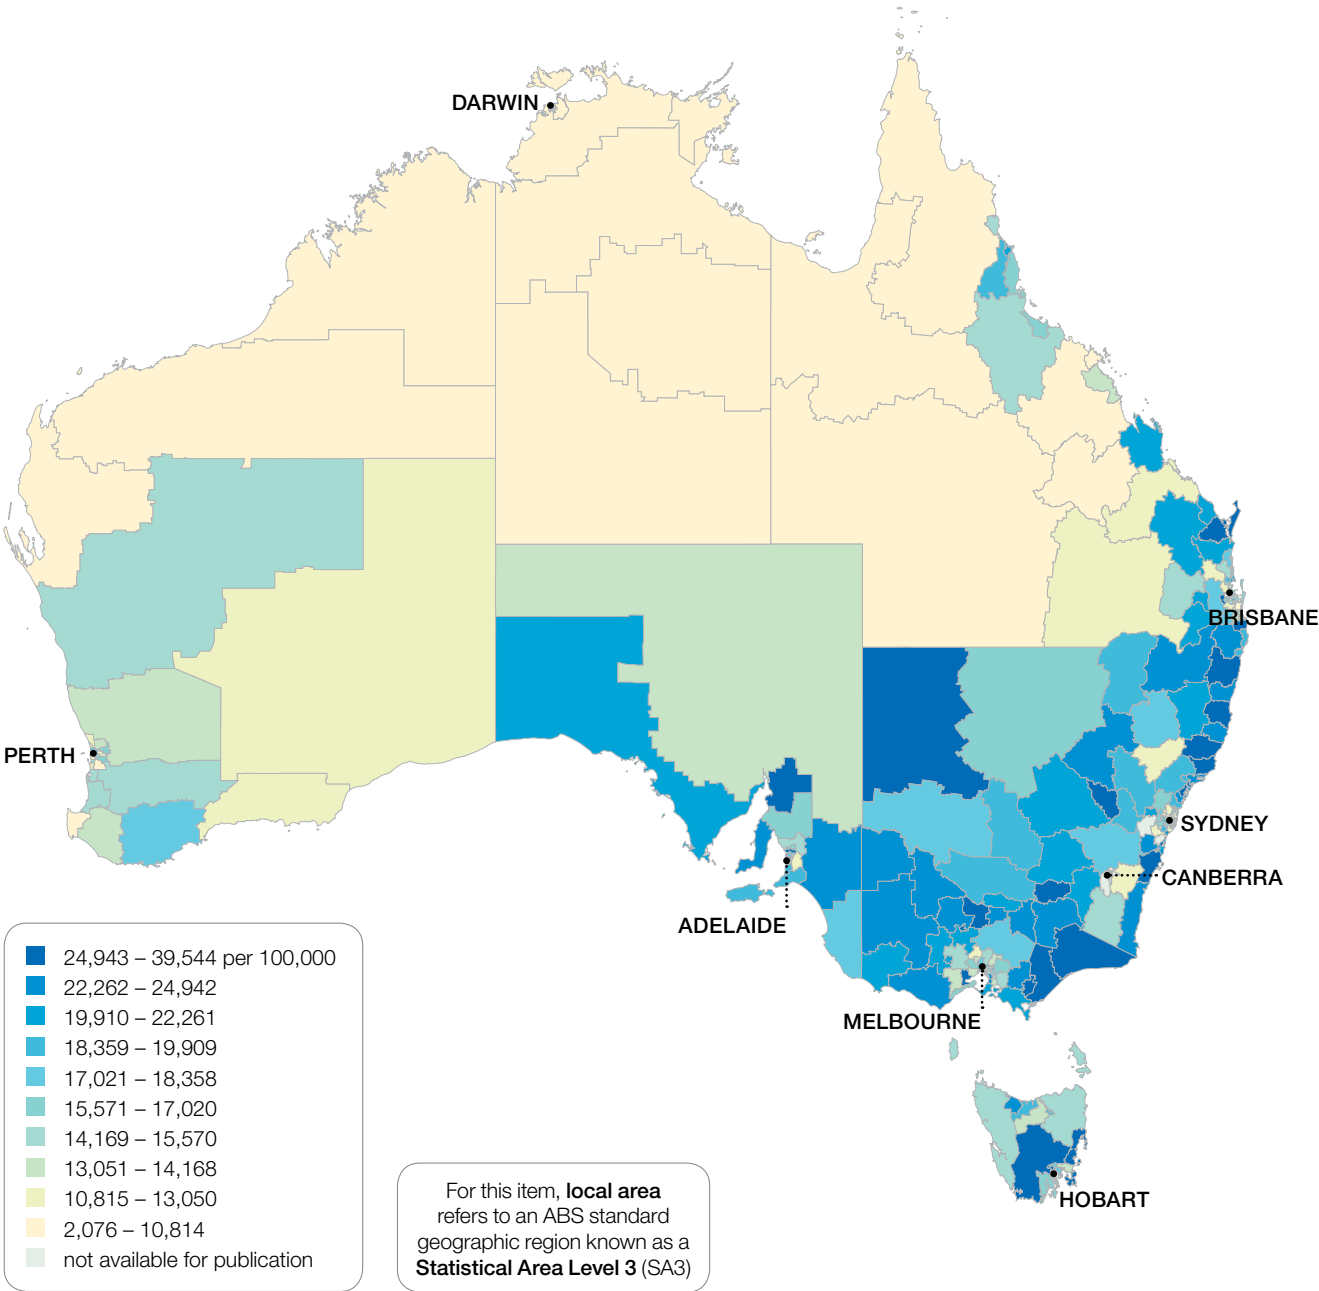 DARWIN
BRISBANE
PERTH
SYDNEY
CANBERRA
ADELAIDE
MELBOURNE
HOBART
24,943 – 39,544 per 100,000
22,262 – 24,942
19,910 – 22,261
18,359 – 19,909
17,021 – 18,358
15,571 – 17,020
14,169 – 15,570
13,051 – 14,168
10,815 – 13,050
2,076 – 10,814
not available for publication
For this item, local area
refers to an ABS standard
geographic region known as a
Statistical Area Level 3 (SA3)